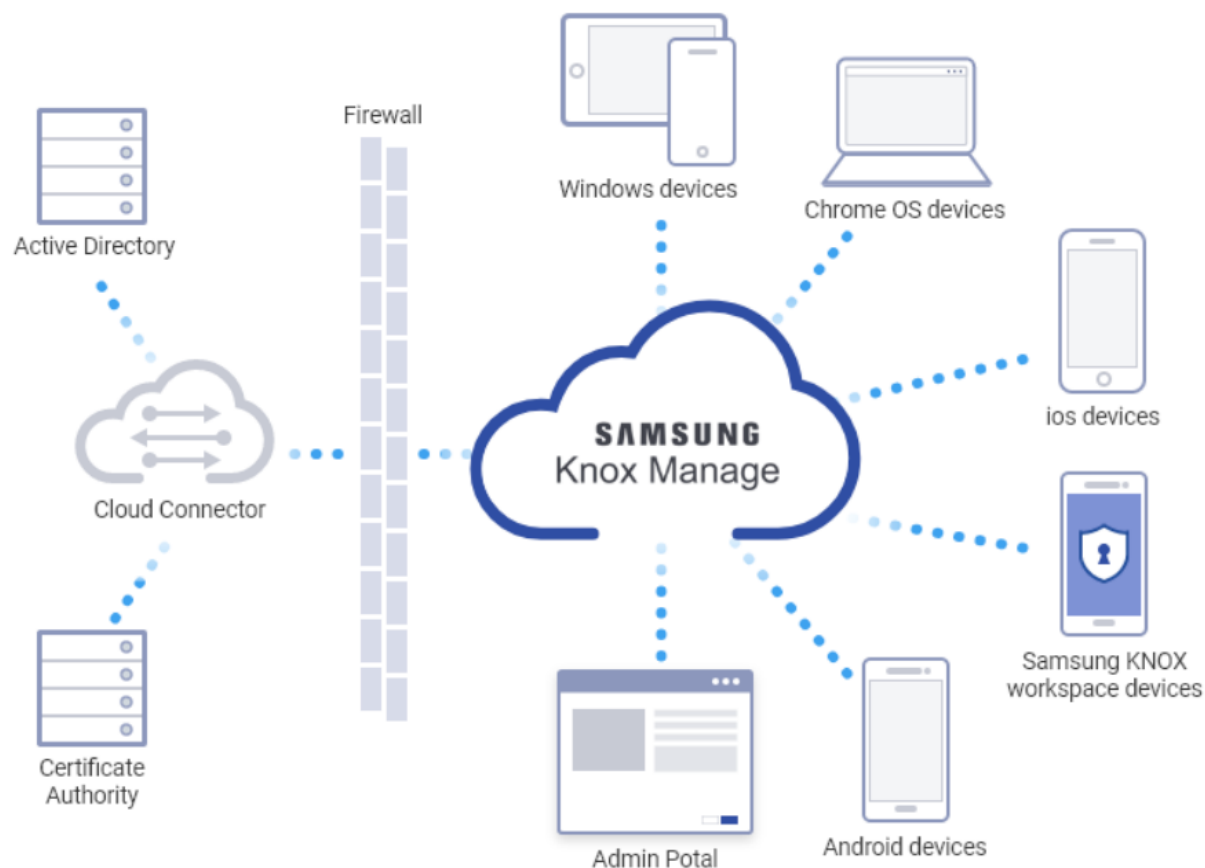 Firewall
Windows devices
Chrome OS devices
Active Directory
ios devices
SAMSUNG
Knox Manage
Cloud Connector
Samsung KNOX
workspace devices
Certificate
Authority
Android devices
Admin Potal